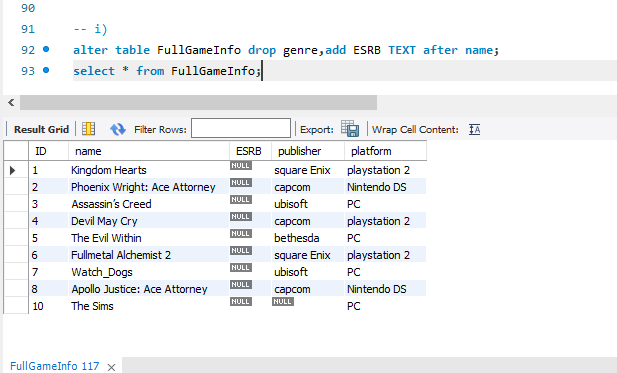 90
91 -- i)
92 alter table FullGameInfo drop genre,add ESRB TEXT after name;
93 select * from FullGameInfo;
Result Grid Filter Rows: Export: Wrap Cell Content: IA
ID name ESRB publisher platform
1 Kingdom Hearts NULL square Enix playstation 2
2 Phoenix Wright: Ace Attorney NULL capcom Nintendo DS
3 Assassin's Creed NULL ubisoft PC
4 Devil May Cry NULL capcom playstation 2
5 The Evil Within NULL bethesda PC
6 Fullmetal Alchemist 2 NULL square Enix playstation 2
7 Watch_Dogs NULL ubisoft PC
8 Apollo Justice: Ace Attorney NULL capcom Nintendo DS
10 The Sims NULL NULL PC
FullGameInfo 117